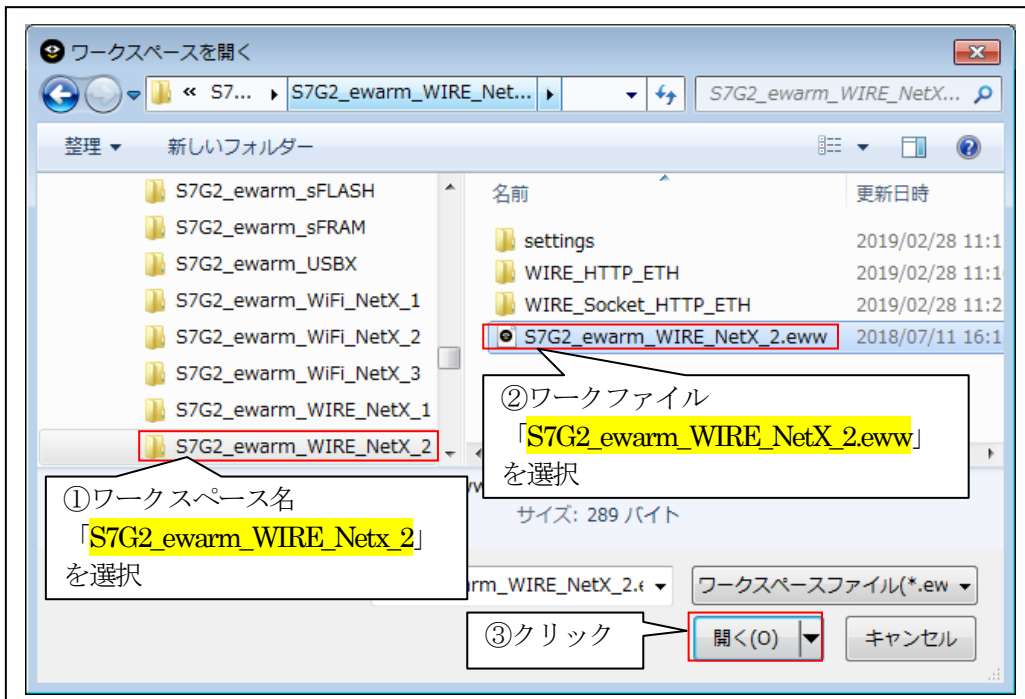 ワークスペースを開く
« S7... ▸ S7G2_ewarm_WIRE_Net... ▸
S7G2_ewarm_WIRE_NetX...
整理 ▼ 新しいフォルダー
S7G2_ewarm_sFLASH
S7G2_ewarm_sFRAM
S7G2_ewarm_USBX
S7G2_ewarm_WiFi_NetX_1
S7G2_ewarm_WiFi_NetX_2
S7G2_ewarm_WiFi_NetX_3
S7G2_ewarm_WIRE_NetX_1
S7G2_ewarm_WIRE_NetX_2
名前 更新日時
settings 2019/02/28 11:1
WIRE_HTTP_ETH 2019/02/28 11:1
WIRE_Socket_HTTP_ETH 2019/02/28 11:2
S7G2_ewarm_WIRE_NetX_2.eww 2018/07/11 16:1
②ワークファイル
「S7G2_ewarm_WIRE_NetX_2.eww」
を選択
①ワークスペース名
「S7G2_ewarm_WIRE_Netx_2」
を選択
サイズ: 289 バイト
arm_WIRE_NetX_2.e
ワークスペースファイル(*.ew
③クリック
開く(O)
キャンセル